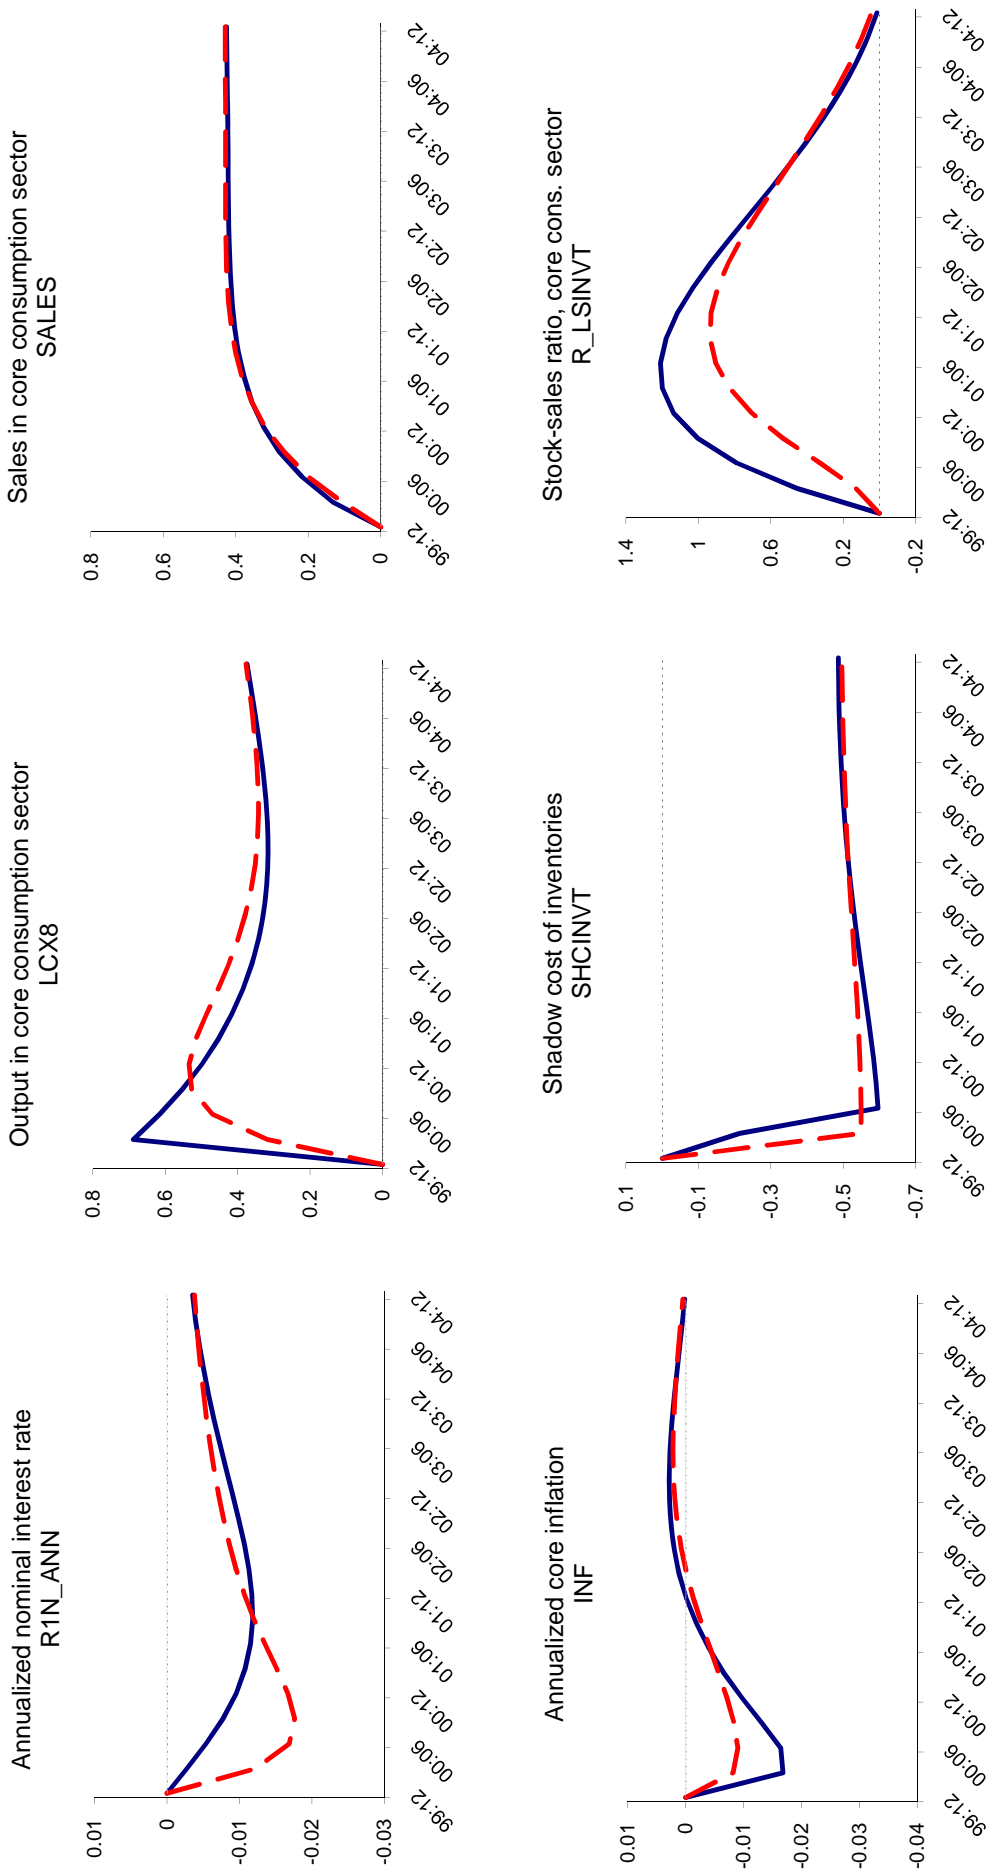 Annualized nominal interest rate
R1N_ANN
0.01
0
-0.01
-0.02
-0.03
99:12 00:06 00:12 01:06 01:12 02:06 02:12 03:06 03:12 04:06 04:12
Output in core consumption sector
LCX8
0.8
0.6
0.4
0.2
0
99:12 00:06 00:12 01:06 01:12 02:06 02:12 03:06 03:12 04:06 04:12
Sales in core consumption sector
SALES
0.8
0.6
0.4
0.2
0
99:12 00:06 00:12 01:06 01:12 02:06 02:12 03:06 03:12 04:06 04:12
Annualized core inflation
INF
0.01
0
-0.01
-0.02
-0.03
-0.04
99:12 00:06 00:12 01:06 01:12 02:06 02:12 03:06 03:12 04:06 04:12
Shadow cost of inventories
SHCINVT
0.1
-0.1
-0.3
-0.5
-0.7
99:12 00:06 00:12 01:06 01:12 02:06 02:12 03:06 03:12 04:06 04:12
Stock-sales ratio, core cons. sector
R_LSINVT
1.4
1
0.6
0.2
-0.2
99:12 00:06 00:12 01:06 01:12 02:06 02:12 03:06 03:12 04:06 04:12